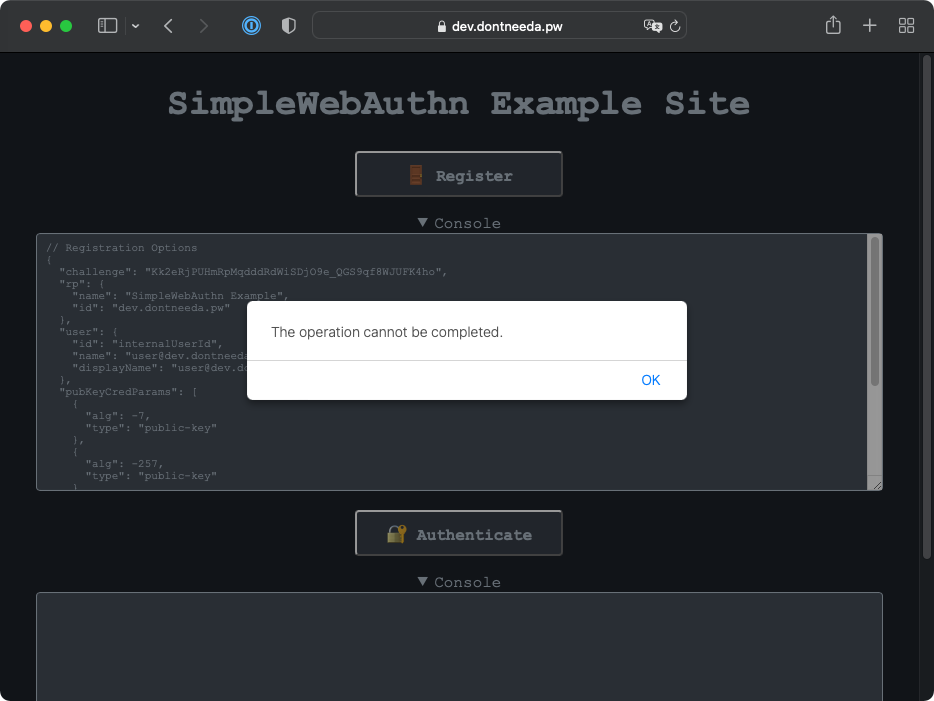 dev.dontneeda.pw
SimpleWebAuthn Example Site
Register
▼ Console
// Registration Options
{
"challenge": "Kk2eRjPUHmRpMqdddRdWiSDjO9e_QGS9qf8WJUFK4ho",
"rp": {
"name": "SimpleWebAuthn Example",
"id": "dev.dontneeda.pw"
},
"user": {
"id": "internalUserId",
"name": "user@dev.dontneeda
"displayName": "user@dev.do
},
"pubKeyCredParams": [
{
"alg": -7,
"type": "public-key"
},
{
"alg": -257,
"type": "public-key"
}
The operation cannot be completed.
OK
Authenticate
▼ Console